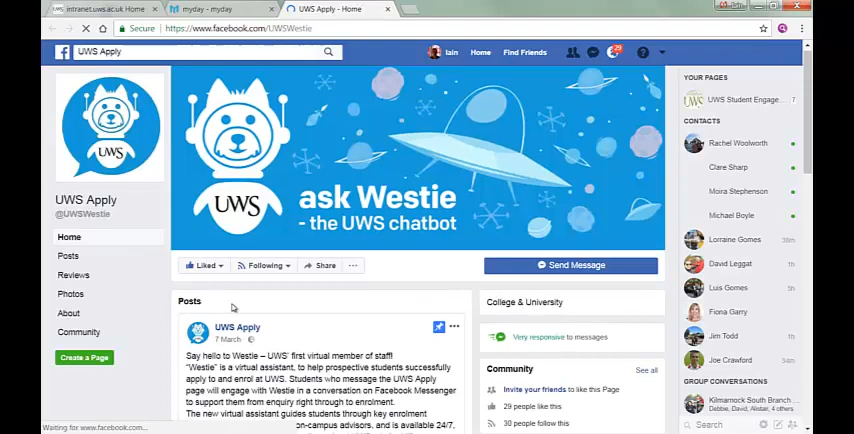 intranet.uws.ac.uk Home
myday - myday
UWS Apply - Home
Secure
https://www.facebook.com/UWSWestie
UWS Apply
Iain
Home
Find Friends
29
UWS
UWS Apply
@UWSWestie
Home
Posts
Reviews
Photos
About
Community
Create a Page
UWS
ask Westie
- the UWS chatbot
Liked
Following
Share
Send Message
Posts
UWS Apply
7 March
Say hello to Westie – UWS' first virtual member of staff!
"Westie" is a virtual assistant, to help prospective students successfully
apply to and enrol at UWS. Students who message the UWS Apply
page will engage with Westie in a conversation on Facebook Messenger
to support them from enquiry right through to enrolment.
The new virtual assistant guides students through key enrolment
on-campus advisors, and is available 24/7,
College & University
Very responsive to messages
Community
See all
Invite your friends to like this Page
29 people like this
30 people follow this
YOUR PAGES
UWS Student Engage...
7
CONTACTS
Rachel Woolworth
Clare Sharp
Moira Stephenson
Michael Boyle
Lorraine Gomes
38m
David Leggat
1h
Luis Gomes
5h
Fiona Garry
Jim Todd
1h
Joe Crawford
34m
GROUP CONVERSATIONS
Kilmarnock South Branch ...
Debbie, David, Alistair, 4 others
Search
Waiting for www.facebook.com...